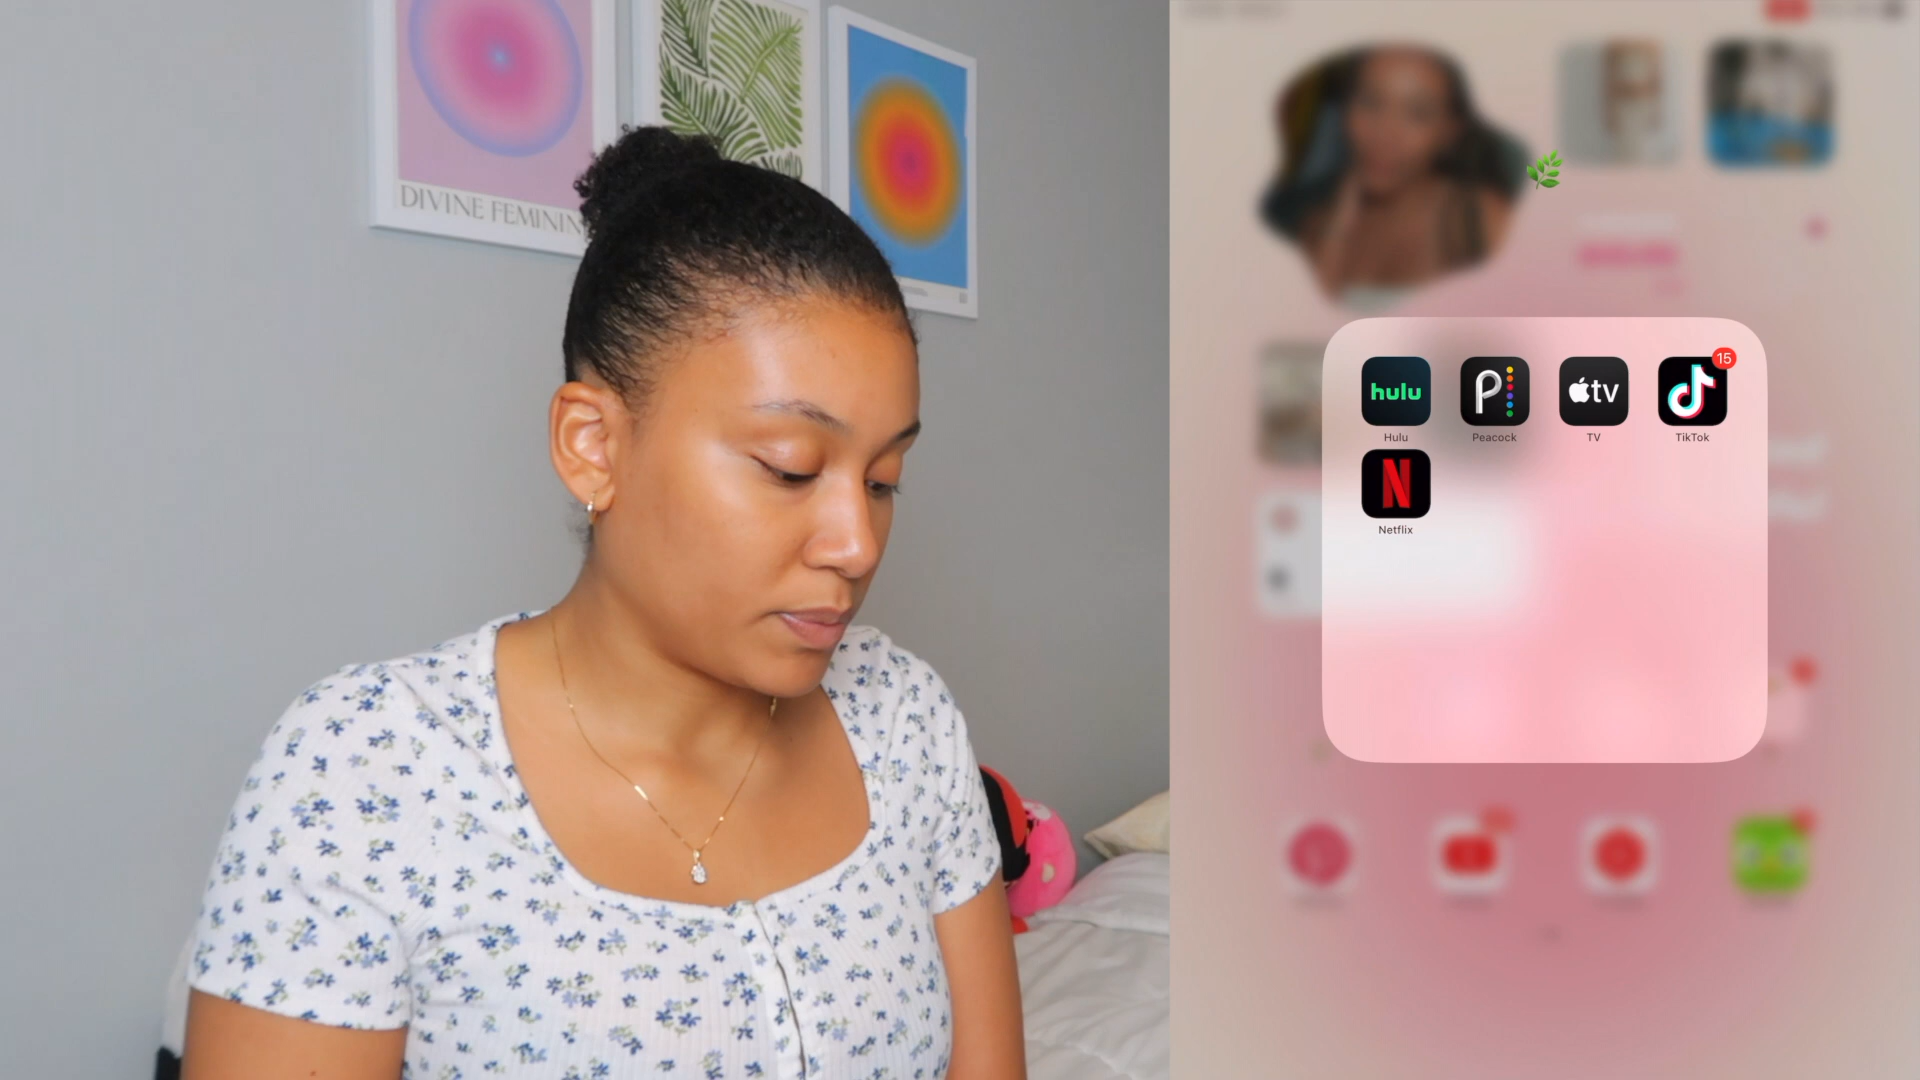 DIVINE FEMININ
🌿
hulu
P
tv
15
Hulu
Peacock
TV
TikTok
N
Netflix